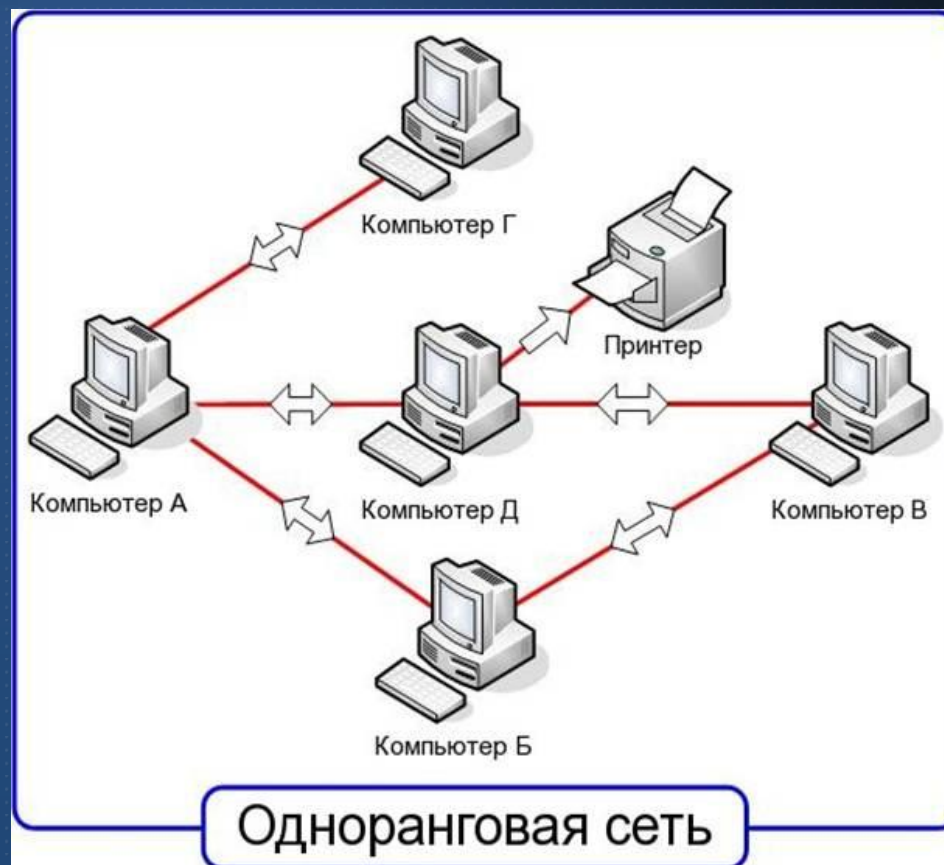 Компьютер Г
Принтер
Компьютер А
Компьютер Д
Компьютер В
Компьютер Б
Одноранговая сеть